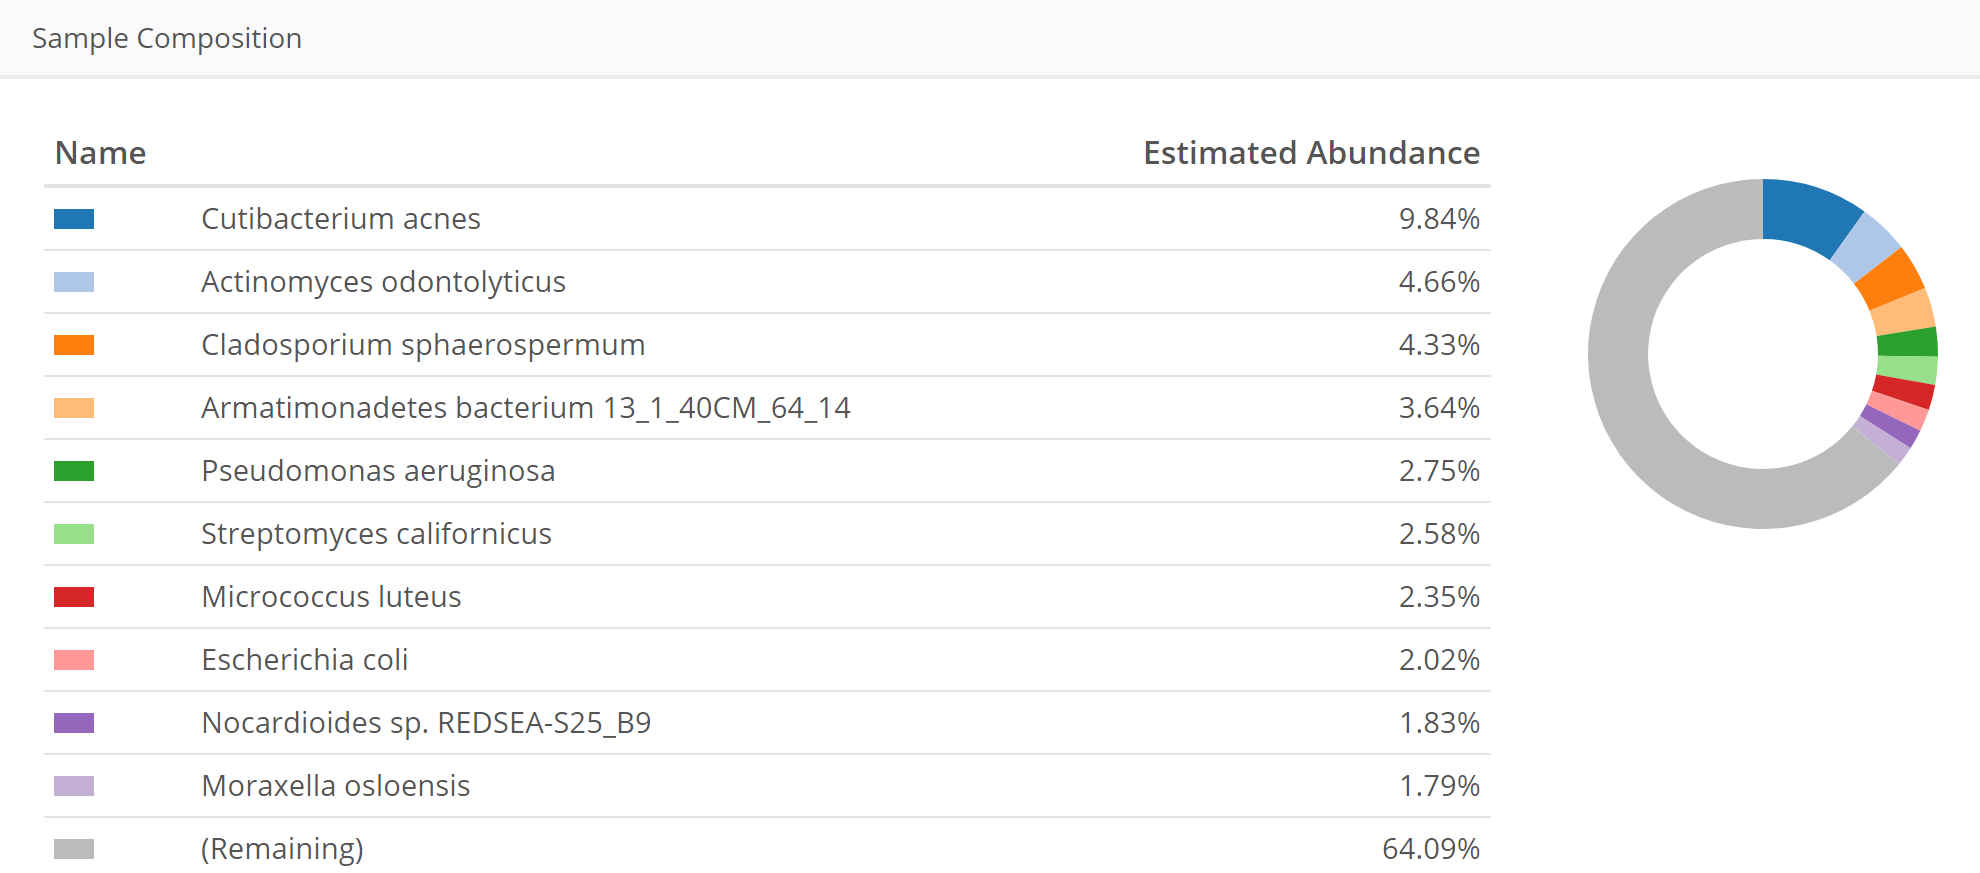 Sample Composition
Name Estimated Abundance
Cutibacterium acnes 9.84%
Actinomyces odontolyticus 4.66%
Cladosporium sphaerospermum 4.33%
Armatimonadetes bacterium 13_1_40CM_64_14 3.64%
Pseudomonas aeruginosa 2.75%
Streptomyces californicus 2.58%
Micrococcus luteus 2.35%
Escherichia coli 2.02%
Nocardioides sp. REDSEA-S25_B9 1.83%
Moraxella osloensis 1.79%
(Remaining) 64.09%